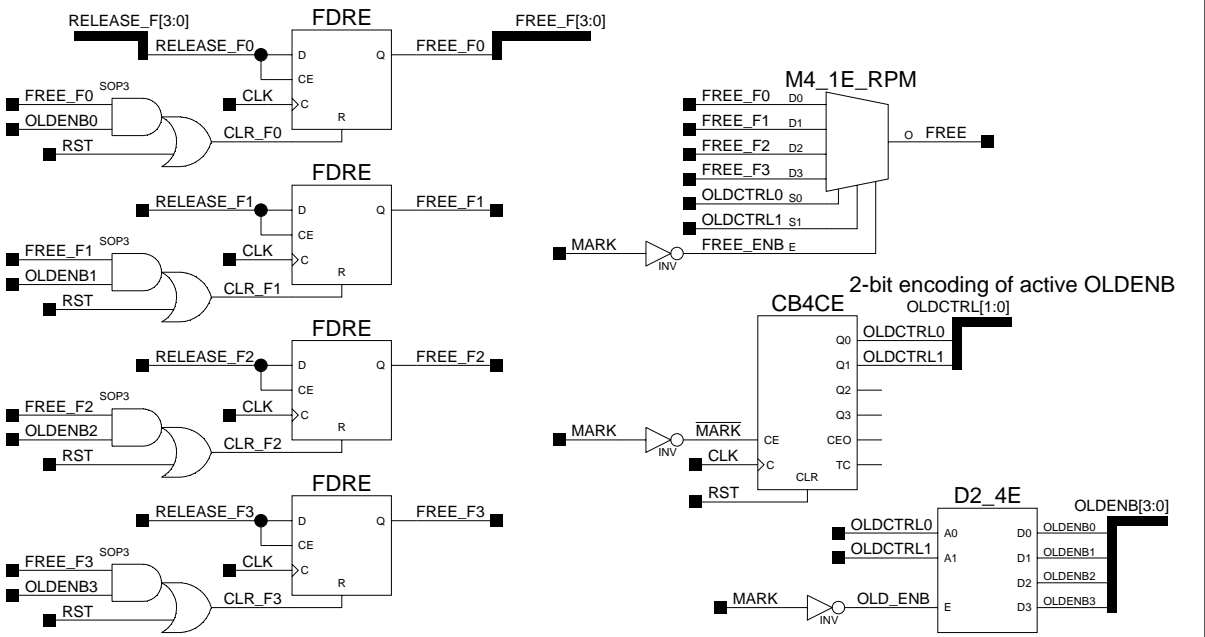 RELEASE_F[3:0]
FDRE
FREE_F[3:0]
RELEASE_F0
D
Q
FREE_F0
CE
SOP3
FREE_F0
CLK
C
OLDENB0
R
RST
CLR_F0
FDRE
RELEASE_F1
D
Q
FREE_F1
CE
SOP3
FREE_F1
CLK
C
OLDENB1
R
RST
CLR_F1
FDRE
RELEASE_F2
D
Q
FREE_F2
CE
SOP3
FREE_F2
CLK
C
OLDENB2
R
RST
CLR_F2
FDRE
RELEASE_F3
D
Q
FREE_F3
CE
SOP3
FREE_F3
CLK
C
OLDENB3
R
RST
CLR_F3
M4_1E_RPM
FREE_F0 D0
FREE_F1 D1
O FREE
FREE_F2 D2
FREE_F3 D3
OLDCTRL0 S0
OLDCTRL1 S1
MARK
INV
FREE_ENB E
2-bit encoding of active OLDENB
CB4CE
OLDCTRL[1:0]
Q0 OLDCTRL0
Q1 OLDCTRL1
Q2
Q3
MARK
INV
MARK
CE
CEO
CLK
C
TC
CLR
RST
D2_4E
OLDENB[3:0]
OLDCTRL0
A0
D0 OLDENB0
OLDCTRL1
A1
D1 OLDENB1
D2 OLDENB2
MARK
INV
OLD_ENB
E
D3 OLDENB3